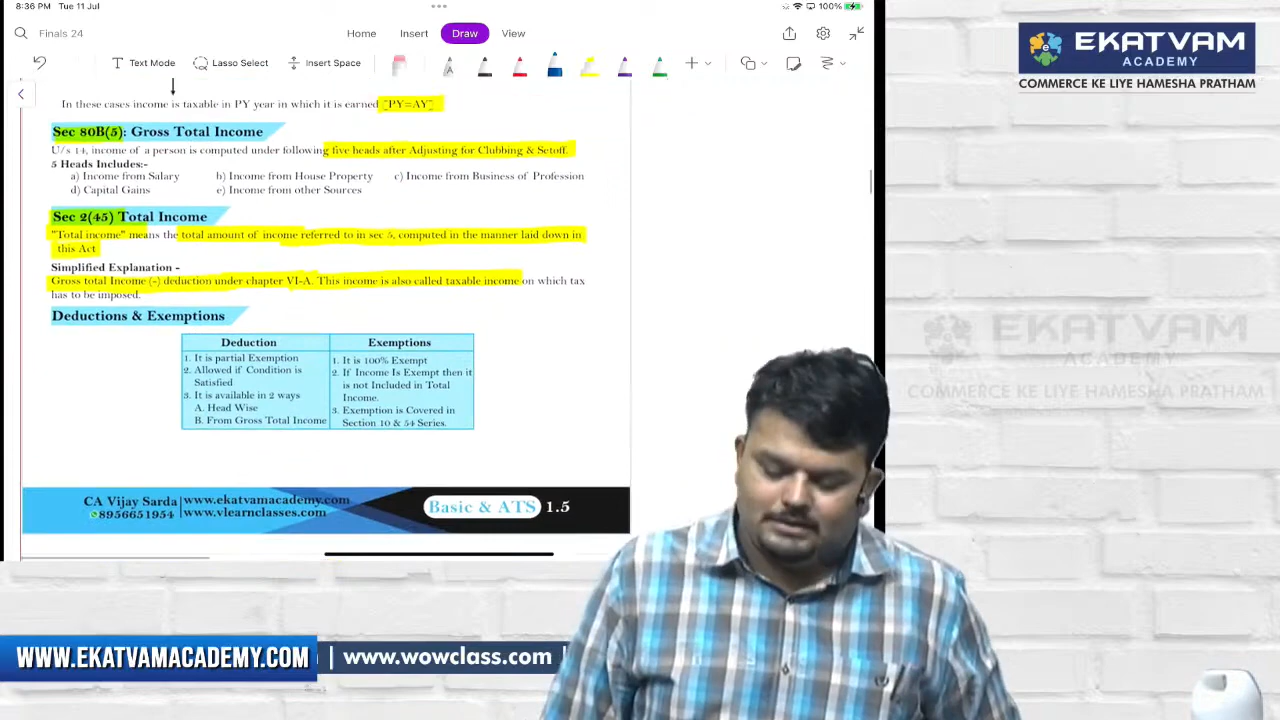 8:36 PM Tue 11 Jul
100%
Finals 24
Home Insert Draw View
Text Mode Lasso Select Insert Space
In these cases income is taxable in PY year in which it is earned [PY=AY]
Sec 80B(5): Gross Total Income
U/s 14, income of a person is computed under following five heads after Adjusting for Clubbing & Setoff.
5 Heads Includes:-
a) Income from Salary b) Income from House Property c) Income from Business of Profession
d) Capital Gains e) Income from other Sources
Sec 2(45) Total Income
"Total income" means the total amount of income referred to in sec 5, computed in the manner laid down in
this Act
Simplified Explanation -
Gross total Income (-) deduction under chapter VI-A. This income is also called taxable income on which tax
has to be imposed.
Deductions & Exemptions
Deduction
1. It is partial Exemption
2. Allowed if Condition is
Satisfied
3. It is available in 2 ways
A. Head Wise
B. From Gross Total Income
Exemptions
1. It is 100% Exempt
2. If Income Is Exempt then it
is not Included in Total
Income.
3. Exemption is Covered in
Section 10 & 54 Series.
CA Vijay Sarda | www.ekatvamacademy.com
8956651954 | www.vlearnclasses.com
Basic & ATS 1.5
EKATVAM
ACADEMY
COMMERCE KE LIYE HAMESHA PRATHAM
EKATVAM
ACADEMY
COMMERCE KE LIYE HAMESHA PRATHAM
WWW.EKATVAMACADEMY.COM | www.wowclass.com |